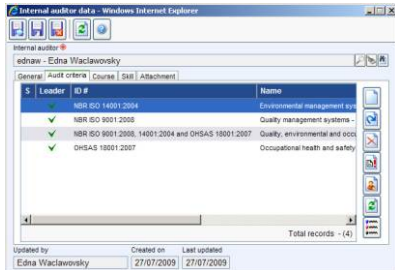 Internal auditor data - Windows Internet Explorer
Internal auditor
ednaw - Edna Waclawovsky
General Audit criteria Course Skill Attachment
S Leader ID # Name
NBR ISO 14001:2004 Environmental management sys
NBR ISO 9001:2008 Quality management systems -
NBR ISO 9001:2008, 14001:2004 and OHSAS 18001:2007 Quality, environmental and occu
OHSAS 18001:2007 Occupational health and safety
Total records - (4)
Updated by Created on Last updated
Edna Waclawovsky 27/07/2009 27/07/2009